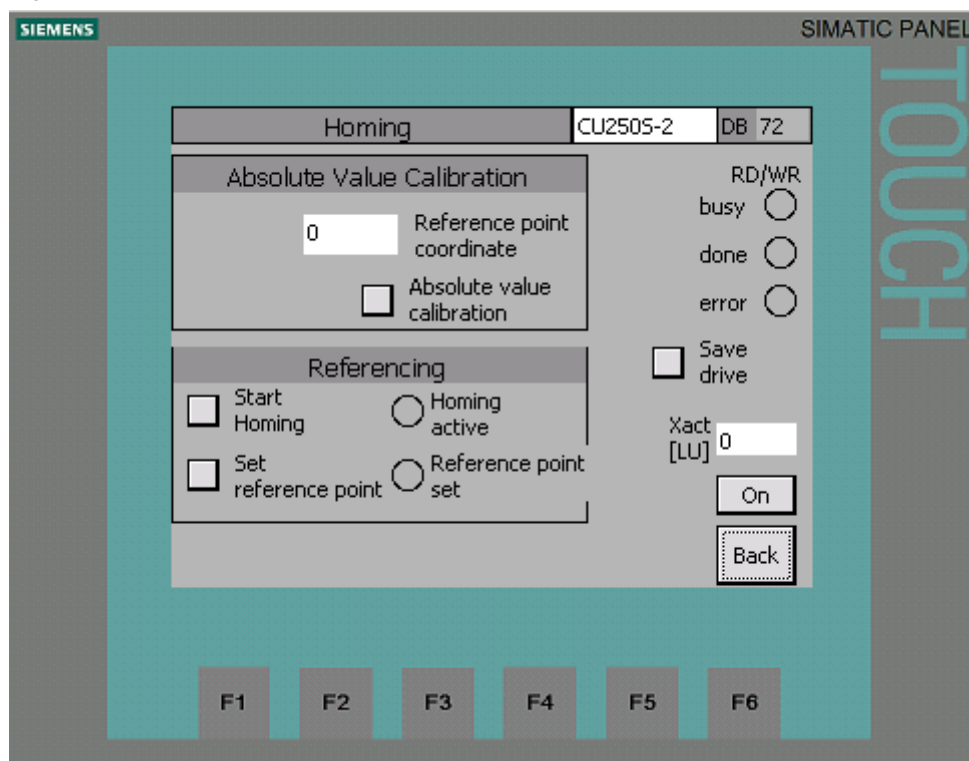 SIEMENS
SIMATIC PANEL
TOUCH
Homing
CU250S-2
DB 72
Absolute Value Calibration
0
Reference point
coordinate
Absolute value
calibration
RD/WR
busy
done
error
Save
drive
Referencing
Start
Homing
Homing
active
Set
reference point
Reference point
set
Xact
[LU]
0
On
Back
F1 F2 F3 F4 F5 F6